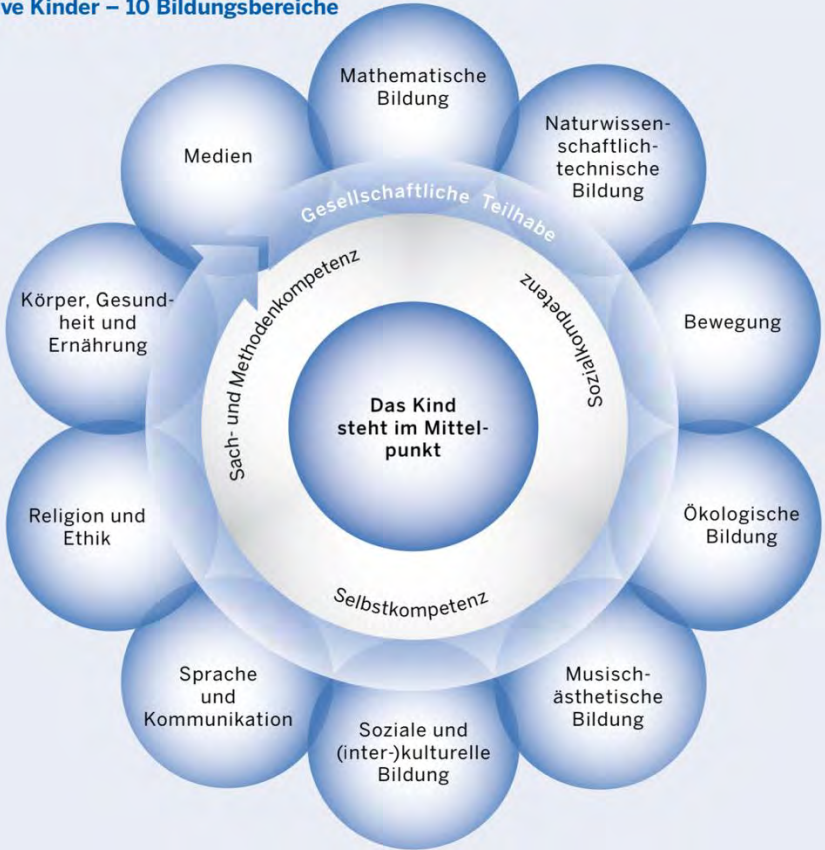 ve Kinder – 10 Bildungsbereiche
Mathematische
Bildung
Naturwissen-
schaftlich-
technische
Bildung
Bewegung
Ökologische
Bildung
Musisch-
ästhetische
Bildung
Soziale und
(inter-)kulturelle
Bildung
Sprache
und
Kommunikation
Religion und
Ethik
Körper, Gesund-
heit und
Ernährung
Medien
Gesellschaftliche Teilhabe
Sach- und Methodenkompetenz
Sozialkompetenz
Selbstkompetenz
Das Kind
steht im Mittel-
punkt